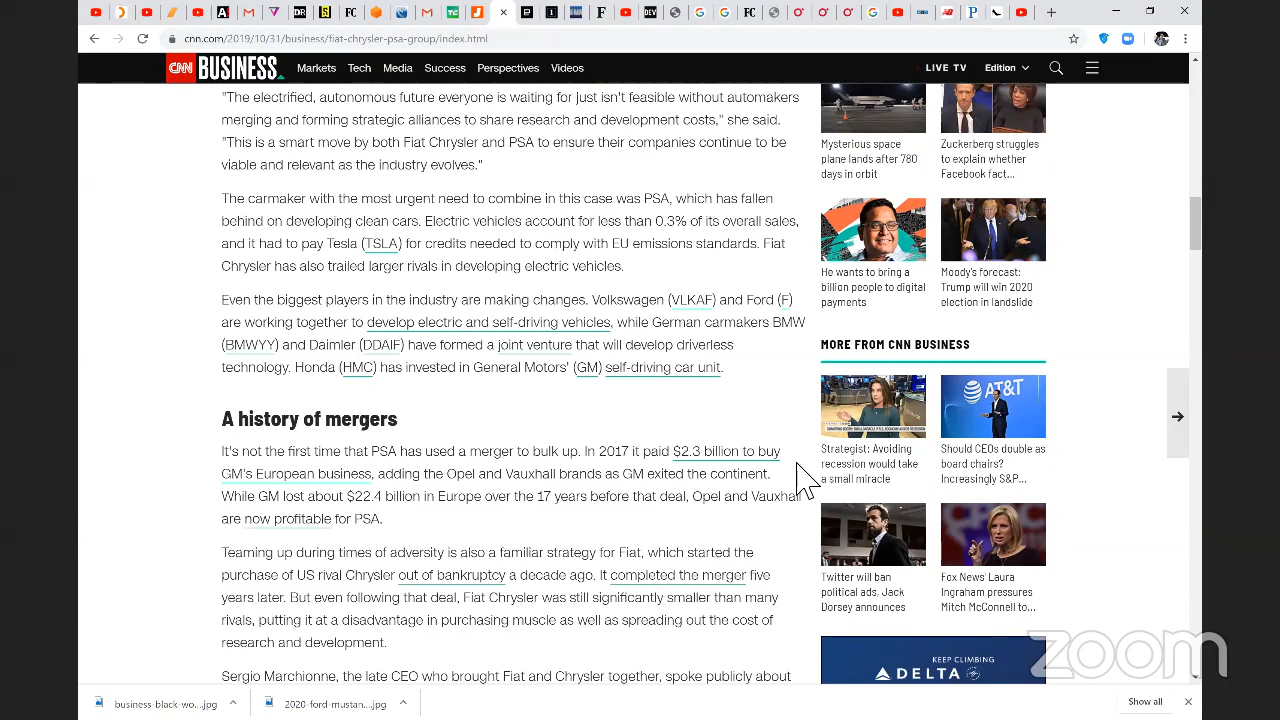 cnn.com/2019/10/31/business/fiat-chrysler-psa-group/index.html
CNN BUSINESS
Markets Tech Media Success Perspectives Videos
LIVE TV Edition
"The electrified, autonomous future everyone is waiting for just isn't feasible without automakers
merging and forming strategic alliances to share research and development costs," she said.
"This is a smart move by both Fiat Chrysler and PSA to ensure their companies continue to be
viable and relevant as the industry evolves."
The carmaker with the most urgent need to combine in this case was PSA, which has fallen
behind on developing clean cars. Electric vehicles account for less than 0.3% of its overall sales,
and it had to pay Tesla (TSLA) for credits needed to comply with EU emissions standards. Fiat
Chrysler has also trailed larger rivals in developing electric vehicles.
Even the biggest players in the industry are making changes. Volkswagen (VLKAF) and Ford (F)
are working together to develop electric and self-driving vehicles, while German carmakers BMW
(BMWYY) and Daimler (DDAIF) have formed a joint venture that will develop driverless
technology. Honda (HMC) has invested in General Motors' (GM) self-driving car unit.
A history of mergers
It's not the first time that PSA has used a merger to bulk up. In 2017 it paid $2.3 billion to buy
GM's European business, adding the Opel and Vauxhall brands as GM exited the continent.
While GM lost about $22.4 billion in Europe over the 17 years before that deal, Opel and Vauxhall
are now profitable for PSA.
Teaming up during times of adversity is also a familiar strategy for Fiat, which started the
purchase of US rival Chrysler out of bankruptcy a decade ago. It completed the merger five
years later. But even following that deal, Fiat Chrysler was still significantly smaller than many
rivals, putting it at a disadvantage in purchasing muscle as well as spreading out the cost of
research and development.
Sergio Marchionne, the late CEO who brought Fiat and Chrysler together, spoke publicly about
Mysterious space
plane lands after 780
days in orbit
Zuckerberg struggles
to explain whether
Facebook fact...
He wants to bring a
billion people to digital
payments
Moody's forecast:
Trump will win 2020
election in landslide
MORE FROM CNN BUSINESS
AT&T
Strategist: Avoiding
recession would take
a small miracle
Should CEOs double as
board chairs?
Increasingly S&P...
Twitter will ban
political ads, Jack
Dorsey announces
Fox News' Laura
Ingraham pressures
Mitch McConnell to...
KEEP CLIMBING
DELTA
zoom
business-black-wo....jpg
2020-ford-mustan....jpg
Show all